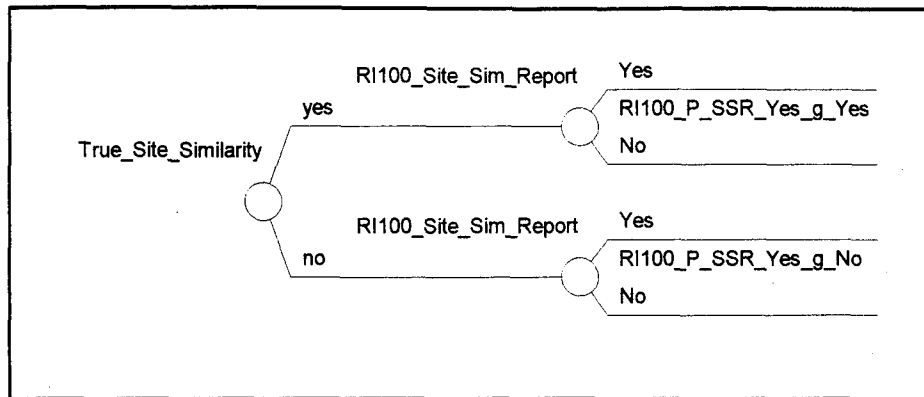 RI100_Site_Sim_Report
Yes
yes
RI100_P_SSR_Yes_g_Yes
No
True_Site_Similarity
RI100_Site_Sim_Report
Yes
no
RI100_P_SSR_Yes_g_No
No